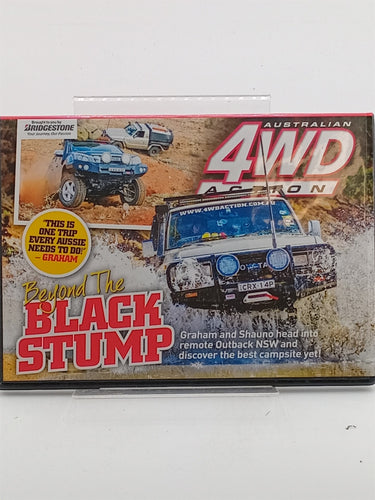 Brought to you by
BRIDGESTONE
Your Journey, Our Passion
AUSTRALIAN
4WD
ACTION
WWW.4WDACTION.COM.AU
"THIS IS
ONE TRIP
EVERY AUSSIE
NEEDS TO DO"
– GRAHAM
CRX·14P
Beyond The
BLACK
STUMP
Graham and Shauno head into
remote Outback NSW and
discover the best campsite yet!